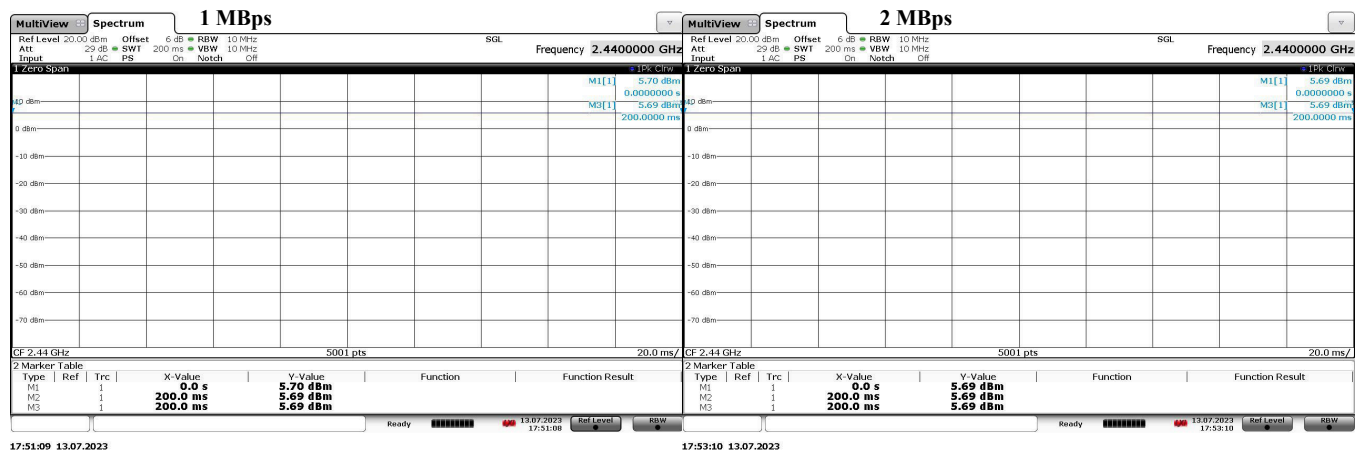 1 MBps
MultiView Spectrum
Ref Level 20.00 dBm Offset 6 dB RBW 10 MHz SGL
Att 29 dB SWT 200 ms VBW 10 MHz Frequency 2.4400000 GHz
Input 1 AC PS On Notch Off
1 Zero Span 1Pk Clrw
M1[1] 5.70 dBm
0.0000000 s
10 dBm M3[1] 5.69 dBm
200.0000 ms
0 dBm
-10 dBm
-20 dBm
-30 dBm
-40 dBm
-50 dBm
-60 dBm
-70 dBm
CF 2.44 GHz 5001 pts 20.0 ms/
2 Marker Table
Type Ref Trc X-Value Y-Value Function Function Result
M1 1 0.0 s 5.70 dBm
M2 1 200.0 ms 5.69 dBm
M3 1 200.0 ms 5.69 dBm
Ready 13.07.2023 17:51:08 Ref Level RBW
17:51:09 13.07.2023
2 MBps
MultiView Spectrum
Ref Level 20.00 dBm Offset 6 dB RBW 10 MHz SGL
Att 29 dB SWT 200 ms VBW 10 MHz Frequency 2.4400000 GHz
Input 1 AC PS On Notch Off
1 Zero Span 1Pk Clrw
M1[1] 5.69 dBm
0.0000000 s
10 dBm M3[1] 5.69 dBm
200.0000 ms
0 dBm
-10 dBm
-20 dBm
-30 dBm
-40 dBm
-50 dBm
-60 dBm
-70 dBm
CF 2.44 GHz 5001 pts 20.0 ms/
2 Marker Table
Type Ref Trc X-Value Y-Value Function Function Result
M1 1 0.0 s 5.69 dBm
M2 1 200.0 ms 5.69 dBm
M3 1 200.0 ms 5.69 dBm
Ready 13.07.2023 17:53:10 Ref Level RBW
17:53:10 13.07.2023